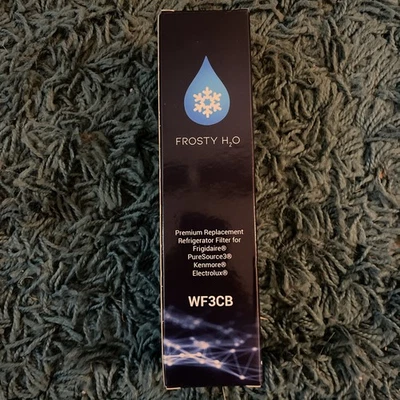 FROSTY H₂O
Premium Replacement
Refrigerator Filter for
Frigidaire®
PureSource3®
Kenmore®
Electrolux®
WF3CB